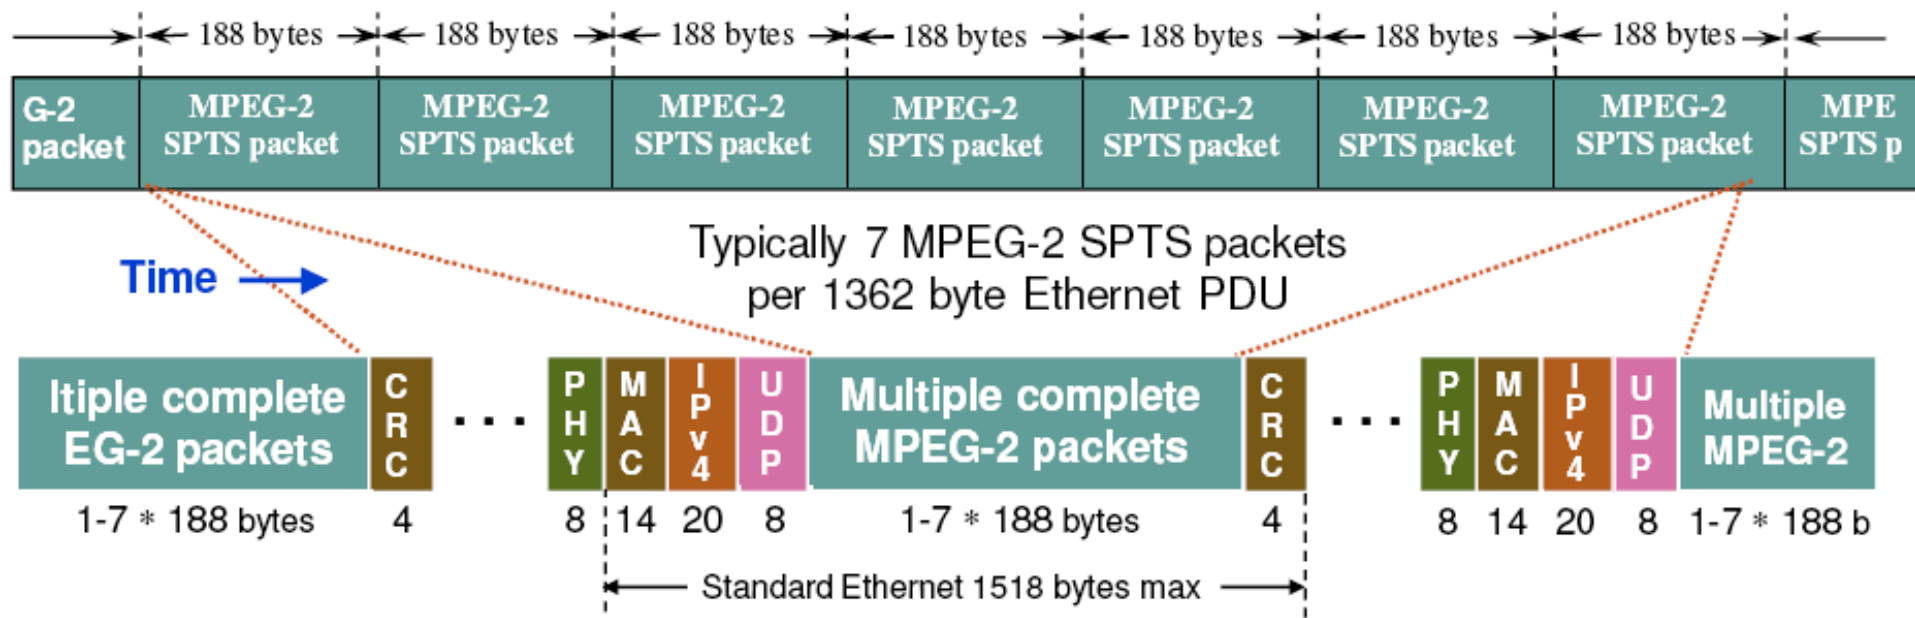 188 bytes 188 bytes 188 bytes 188 bytes 188 bytes 188 bytes 188 bytes
G-2 packet
MPEG-2 SPTS packet
MPEG-2 SPTS packet
MPEG-2 SPTS packet
MPEG-2 SPTS packet
MPEG-2 SPTS packet
MPEG-2 SPTS packet
MPEG-2 SPTS packet
MPE SPTS p
Typically 7 MPEG-2 SPTS packets
per 1362 byte Ethernet PDU
Time
ltiple complete
EG-2 packets
CRC
. . .
PHY
MAC
IPv4
UDP
Multiple complete
MPEG-2 packets
CRC
. . .
PHY
MAC
IPv4
UDP
Multiple
MPEG-2
1-7 * 188 bytes 4 8 14 20 8 1-7 * 188 bytes 4 8 14 20 8 1-7 * 188 b
Standard Ethernet 1518 bytes max